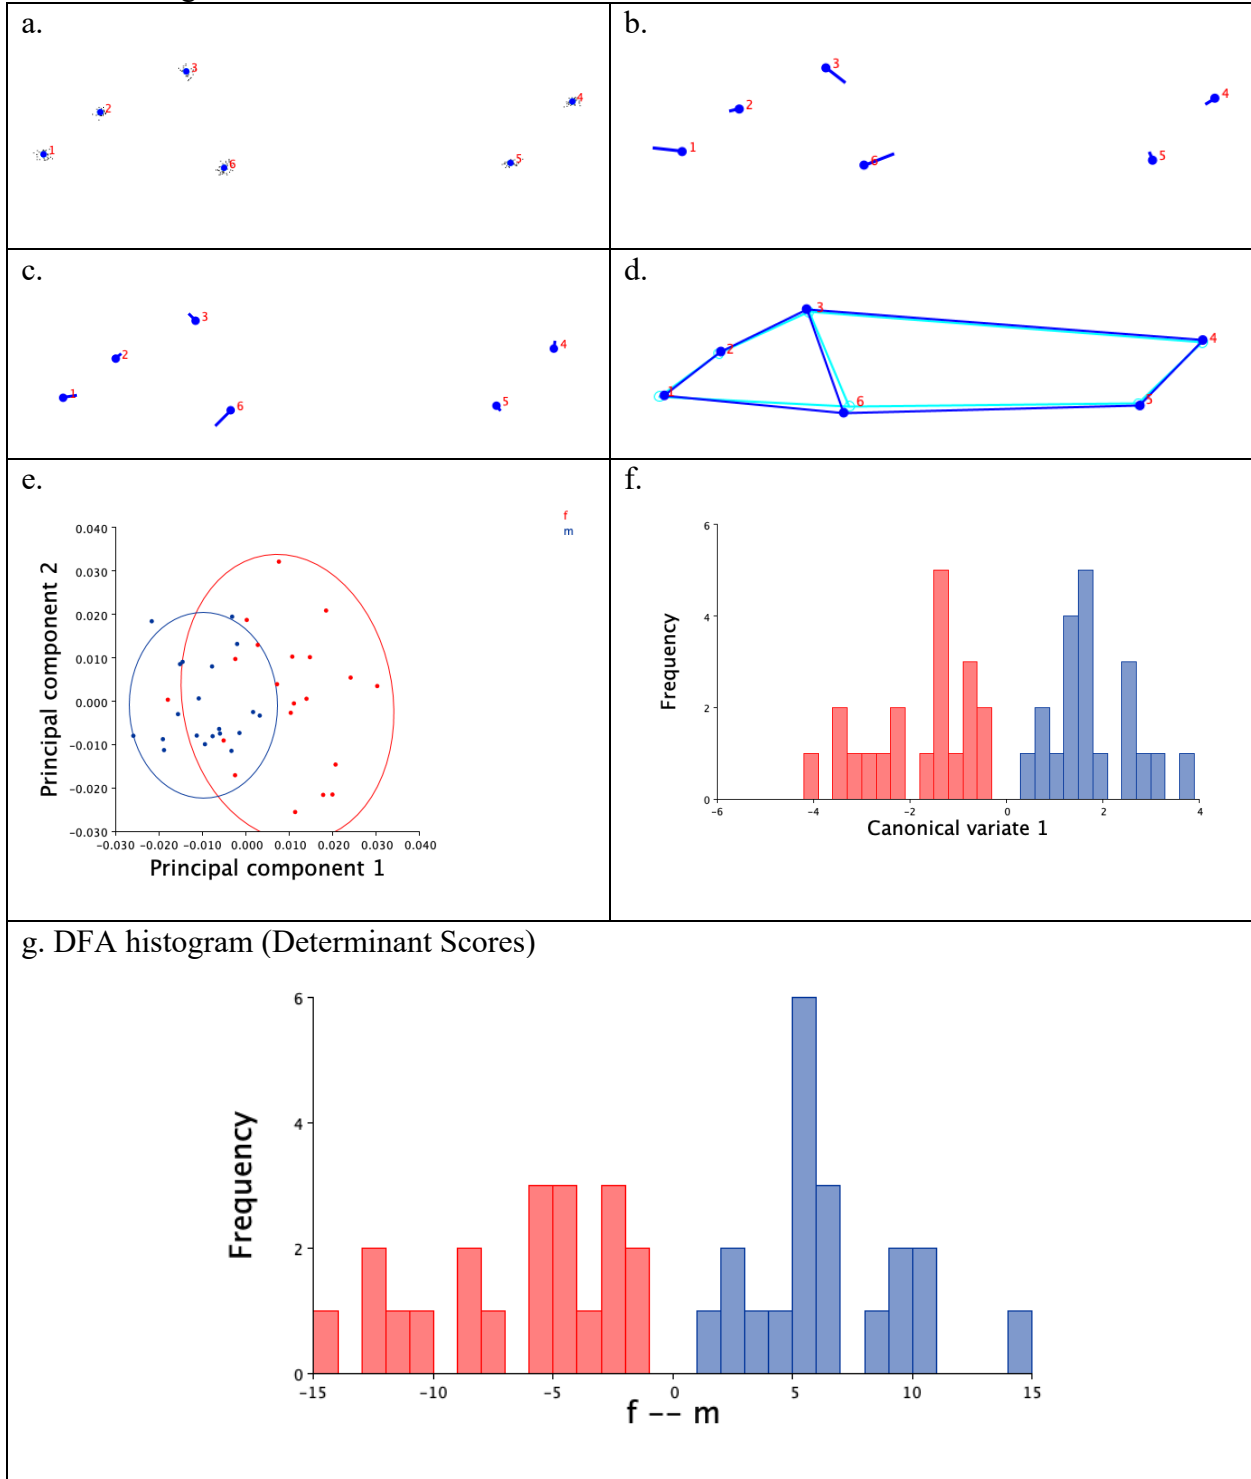 a.
3
2
4
1
6
5
b.
3
4
2
1
6
5
c.
3
2
4
1
6
5
d.
3
4
2
1
6
5
e.
f
m
0.040
0.030
0.020
0.010
0.000
-0.010
-0.020
-0.030
Principal component 2
-0.030 -0.020 -0.010 0.000 0.010 0.020 0.030 0.040
Principal component 1
f.
6
4
2
0
Frequency
-6 -4 -2 0 2 4
Canonical variate 1
g. DFA histogram (Determinant Scores)
6
4
2
0
Frequency
-15 -10 -5 0 5 10 15
f -- m